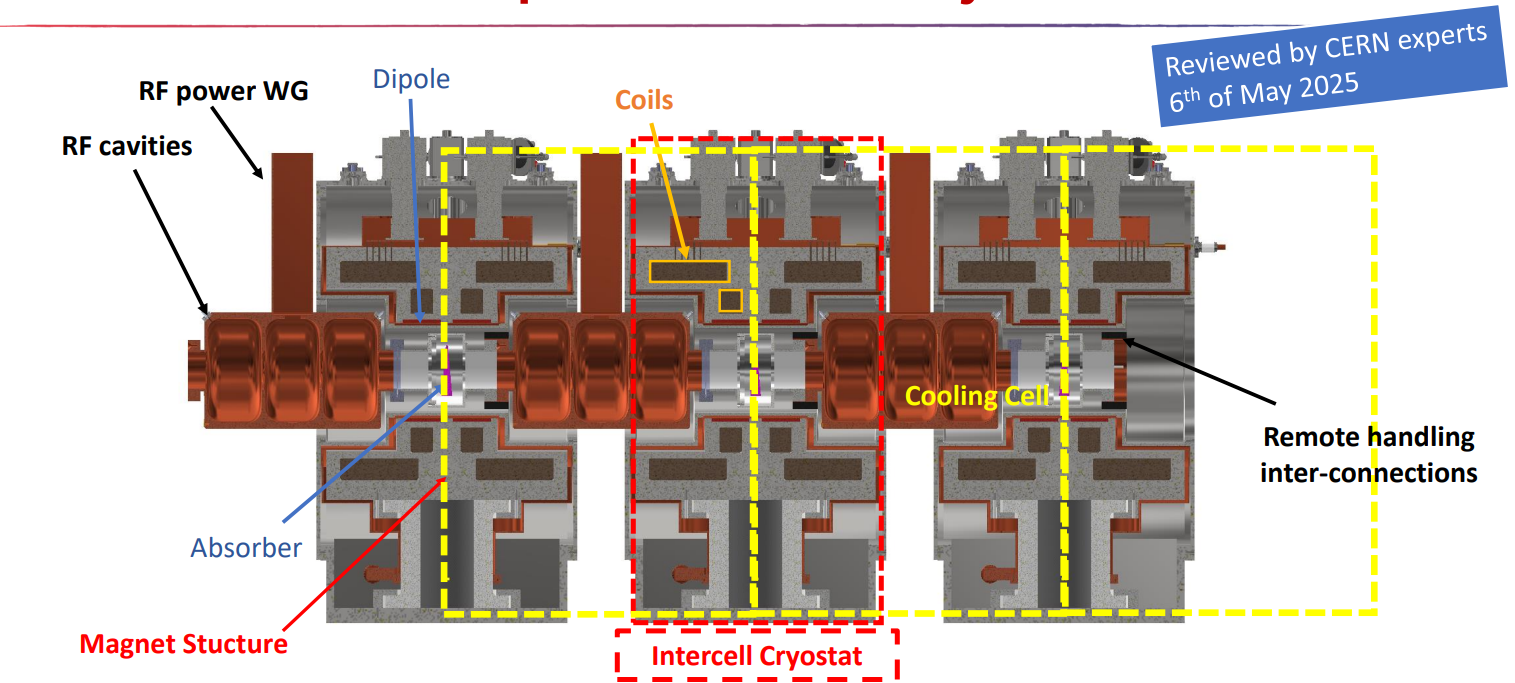 Reviewed by CERN experts
6th of May 2025
RF power WG
Dipole
Coils
RF cavities
Cooling Cell
Remote handling
inter-connections
Absorber
Magnet Stucture
Intercell Cryostat